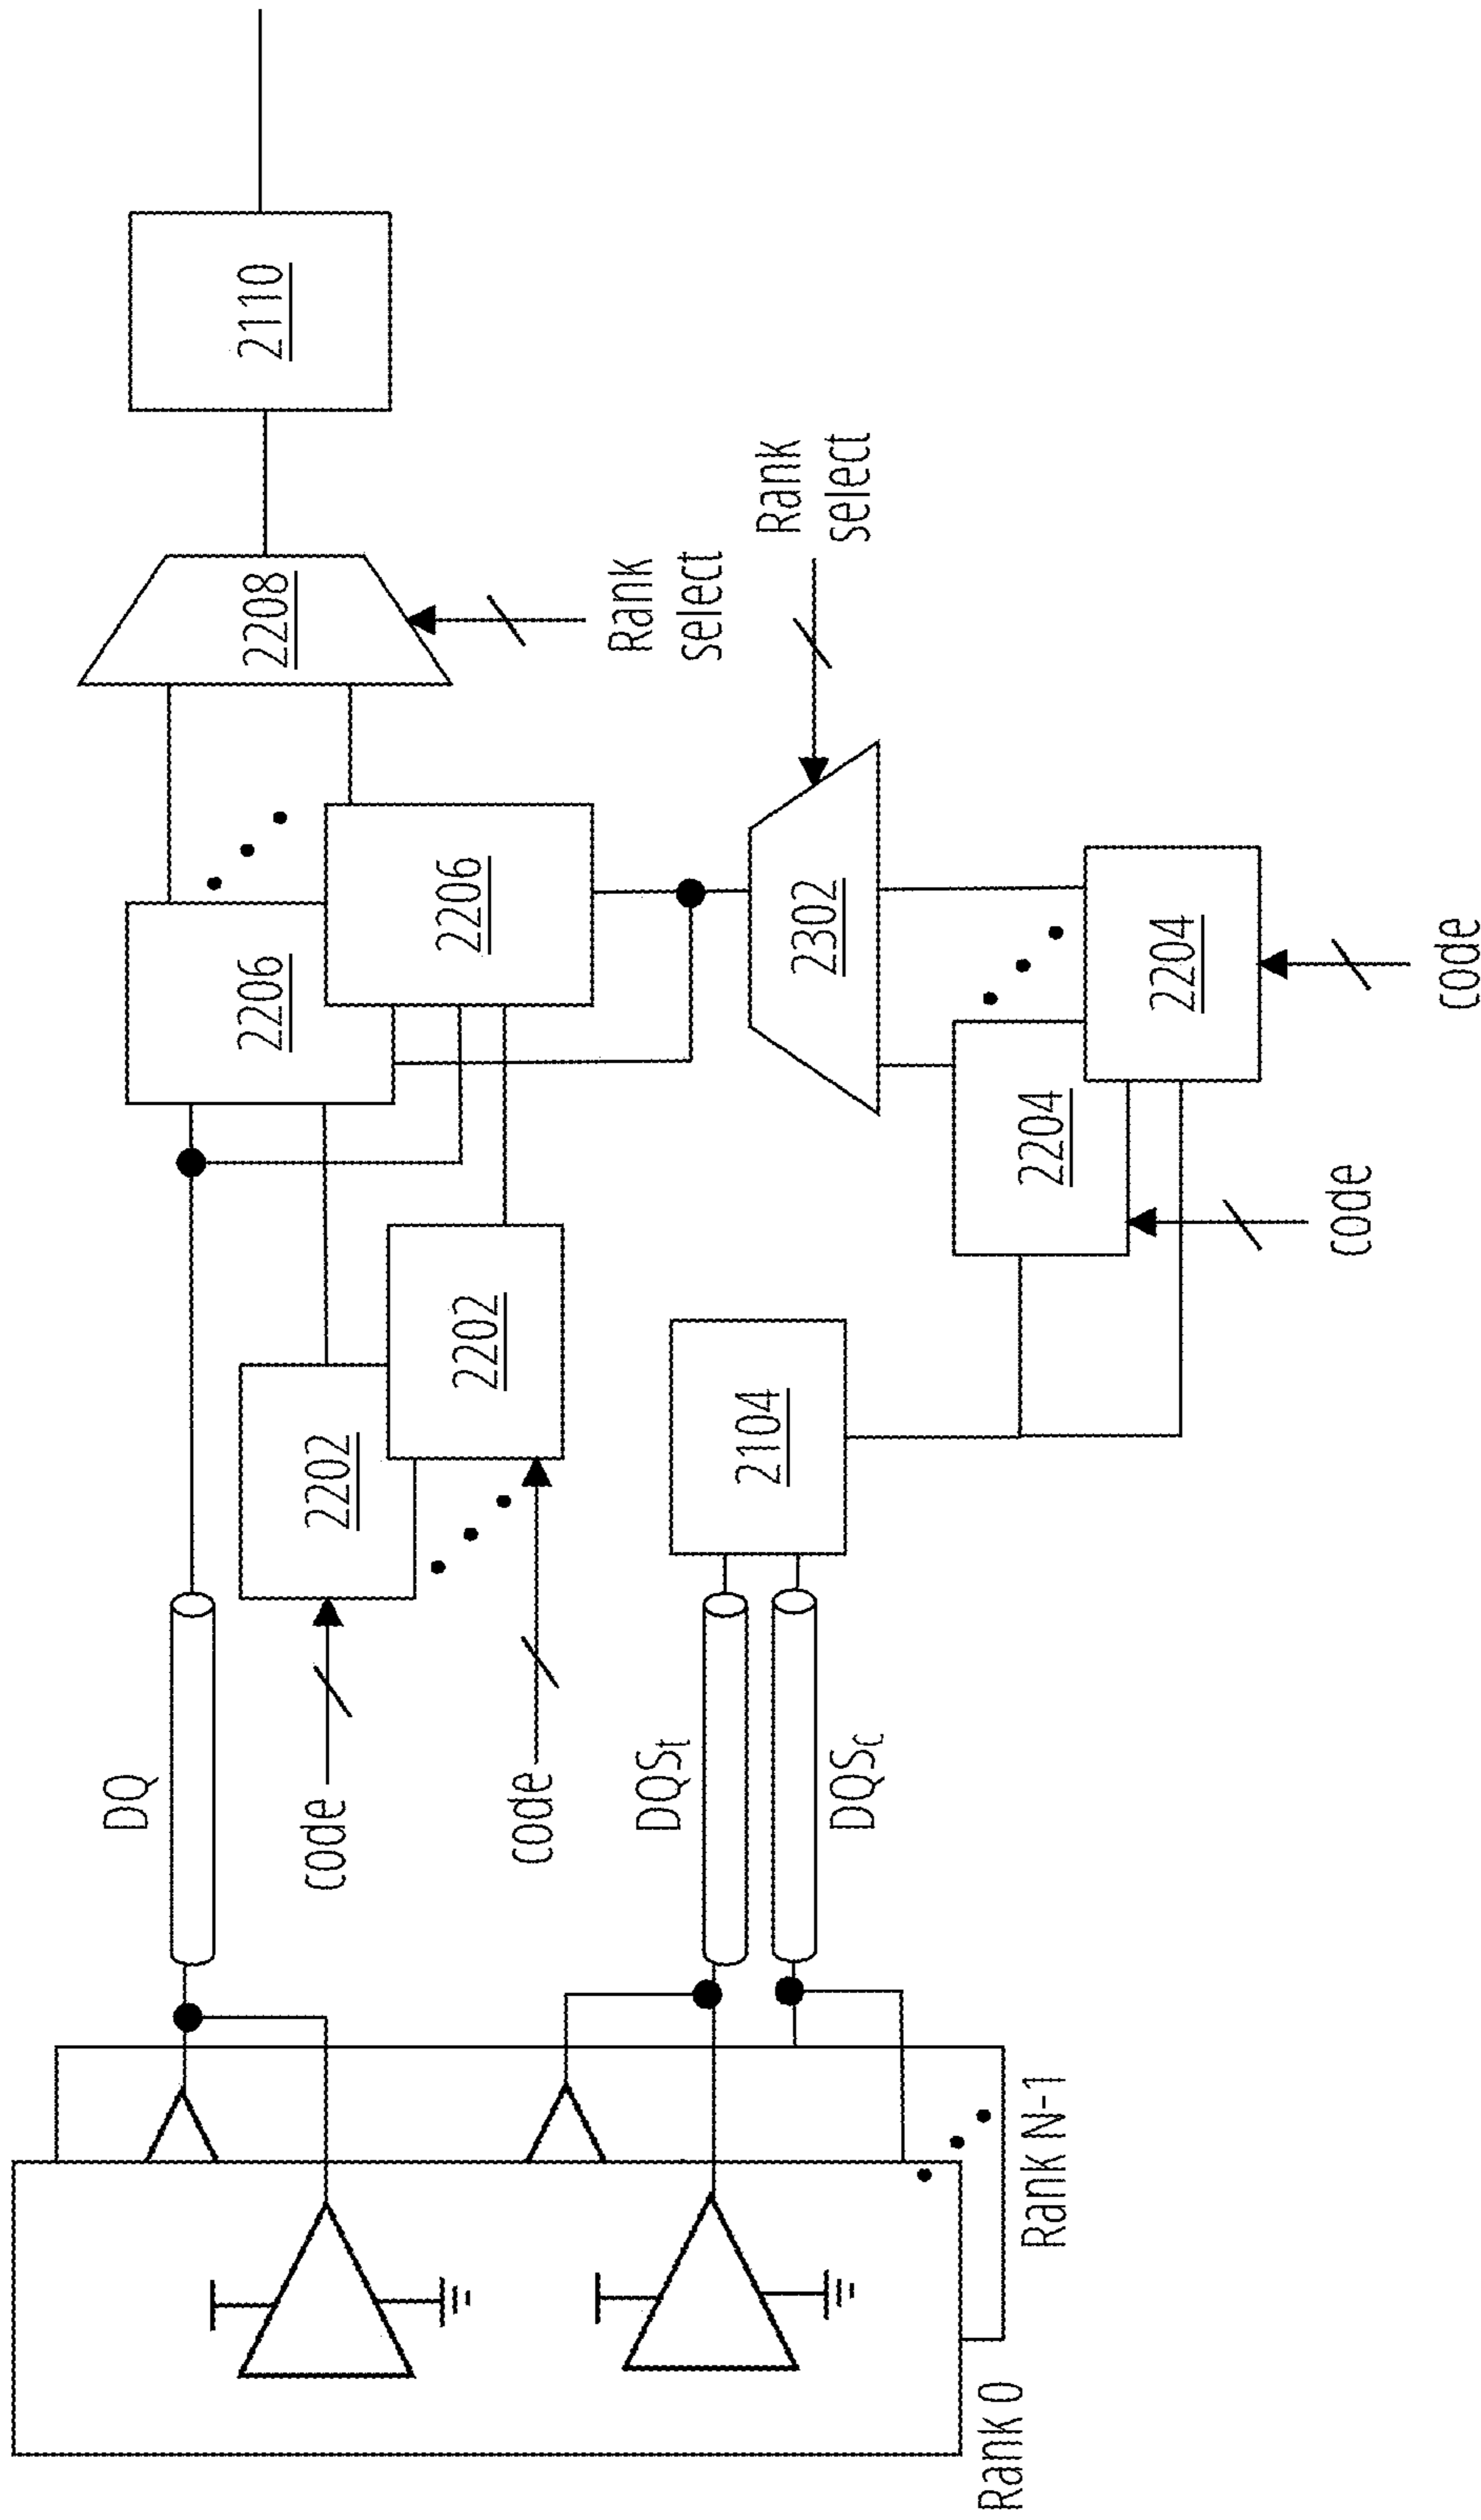 DQ
2206
2208
2110
2202
2206
code
2202
Rank
select
code
DQSt
2104
2302
Rank
select
DQSc
2204
2204
Rank 0
Rank N-1
code
code